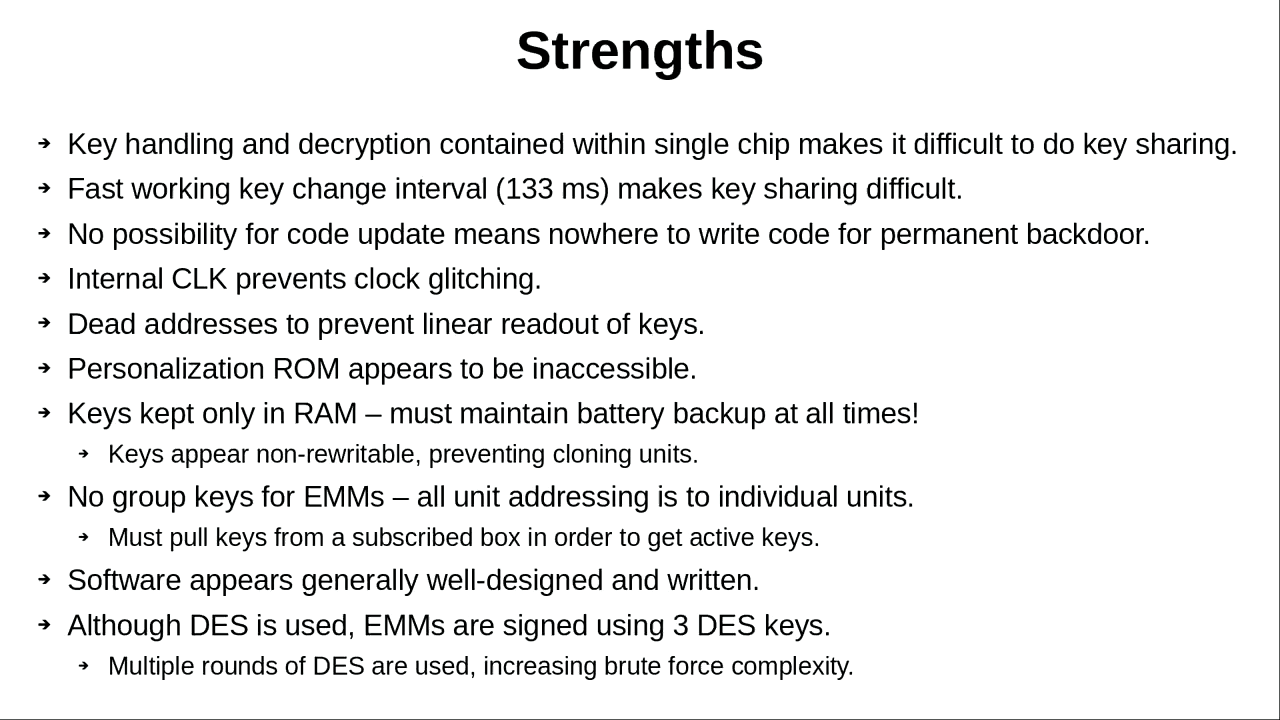 Strengths
➔ Key handling and decryption contained within single chip makes it difficult to do key sharing.
➔ Fast working key change interval (133 ms) makes key sharing difficult.
➔ No possibility for code update means nowhere to write code for permanent backdoor.
➔ Internal CLK prevents clock glitching.
➔ Dead addresses to prevent linear readout of keys.
➔ Personalization ROM appears to be inaccessible.
➔ Keys kept only in RAM – must maintain battery backup at all times!
➔ Keys appear non-rewritable, preventing cloning units.
➔ No group keys for EMMs – all unit addressing is to individual units.
➔ Must pull keys from a subscribed box in order to get active keys.
➔ Software appears generally well-designed and written.
➔ Although DES is used, EMMs are signed using 3 DES keys.
➔ Multiple rounds of DES are used, increasing brute force complexity.